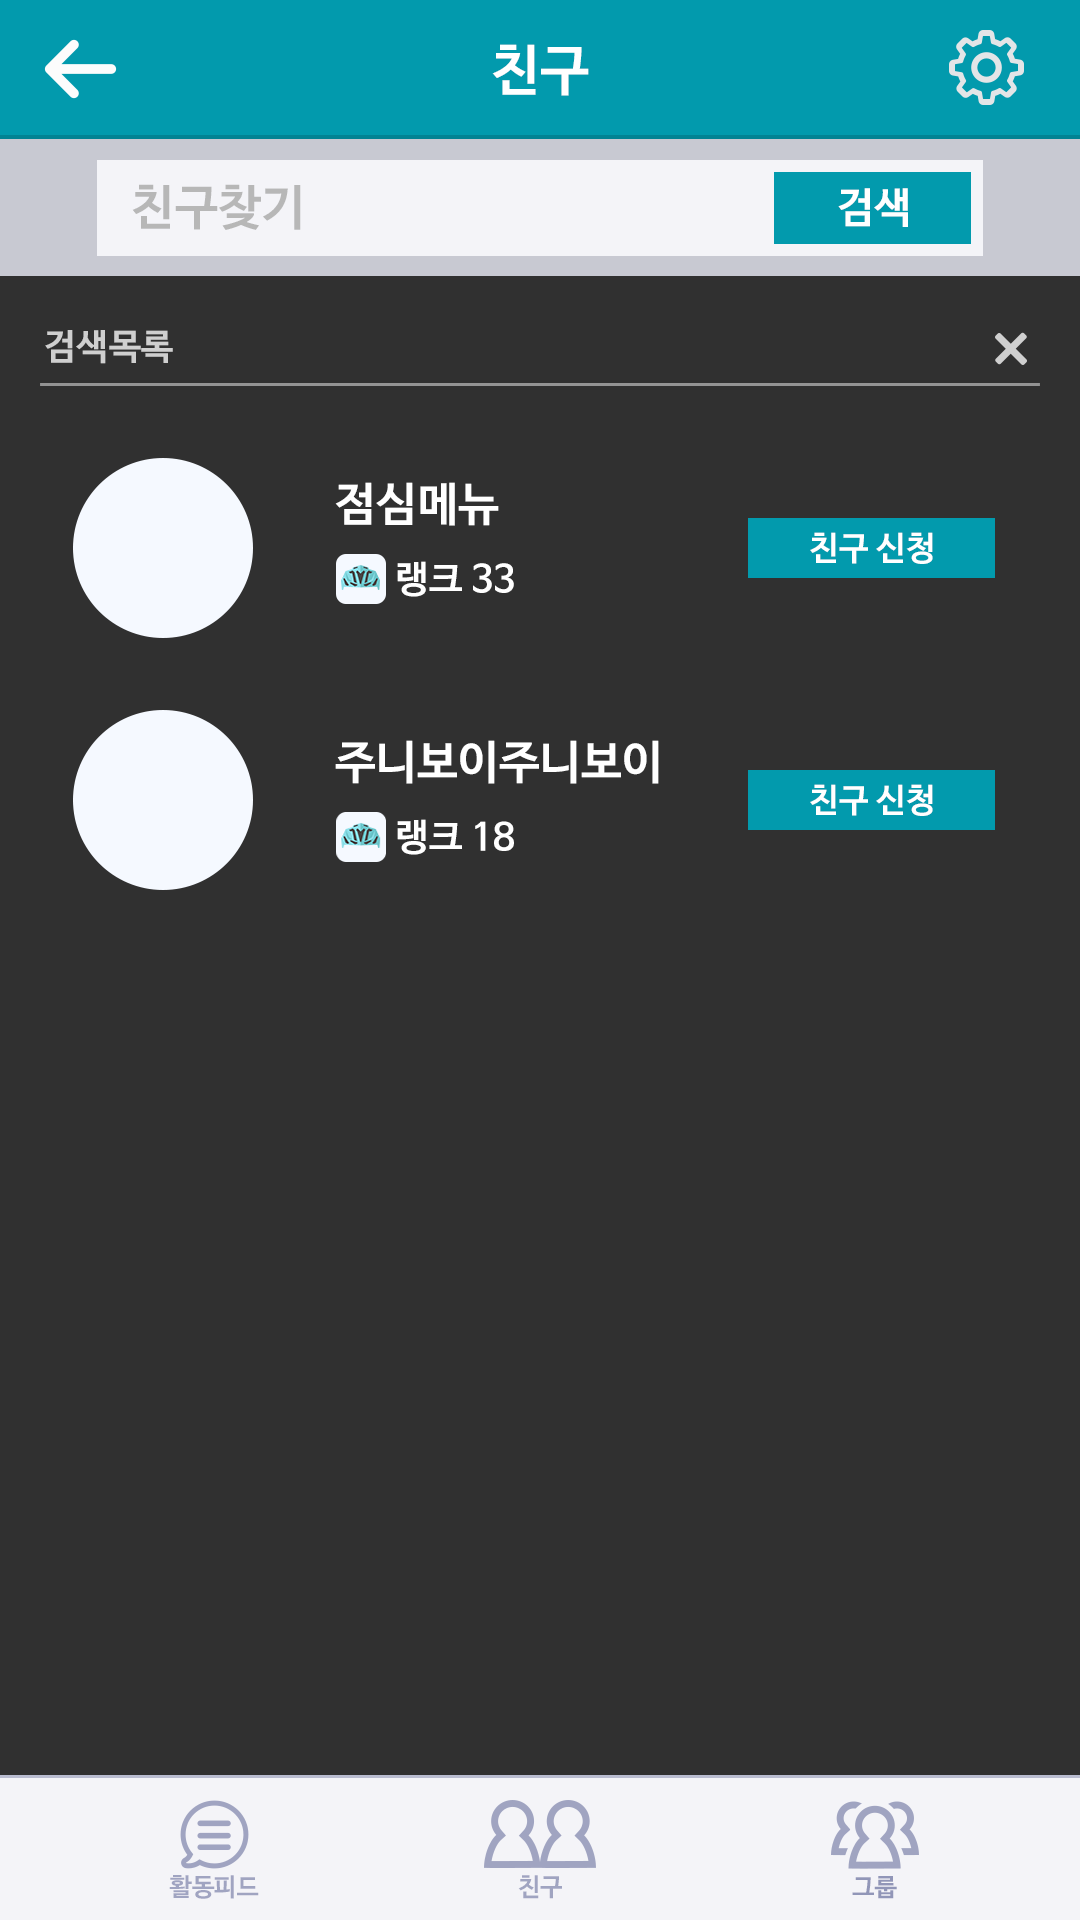 친구
친구찾기
검색
검색목록
점심메뉴
랭크 33
친구 신청
주니보이주니보이
랭크 18
친구 신청
활동피드
친구
그룹